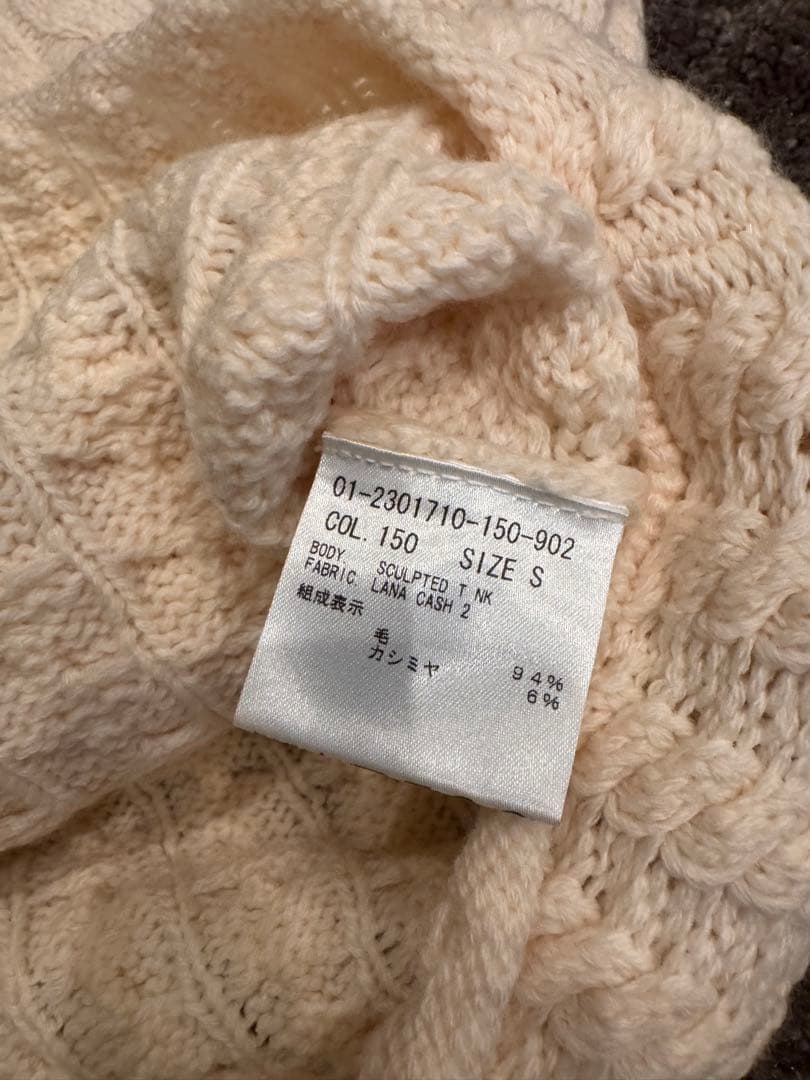 01-2301710-150-902
COL. 150 SIZE S
BODY SCULPTED T NK
FABRIC LANA CASH 2
組成表示
毛 94%
カシミヤ 6%